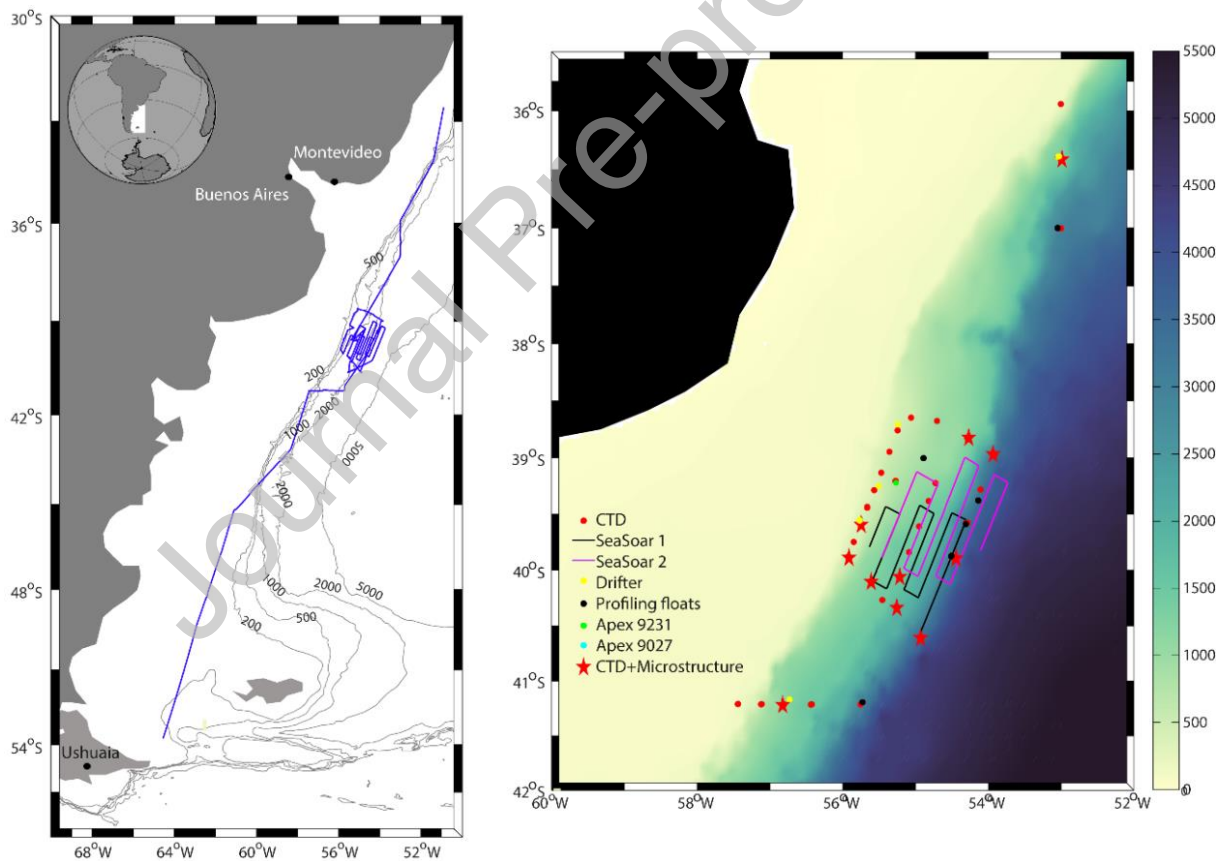 30°S
36°S
42°S
48°S
54°S
68°W
64°W
60°W
56°W
52°W
Montevideo
Buenos Aires
Ushuaia
500
200
1000
2000
5000
2000
1000
500
200
2000
5000
Journal Pre-pro
36°S
37°S
38°S
39°S
40°S
41°S
42°S
60°W
58°W
56°W
54°W
52°W
CTD
SeaSoar 1
SeaSoar 2
Drifter
Profiling floats
Apex 9231
Apex 9027
CTD+Microstructure
5500
5000
4500
4000
3500
3000
2500
2000
1500
1000
500
0